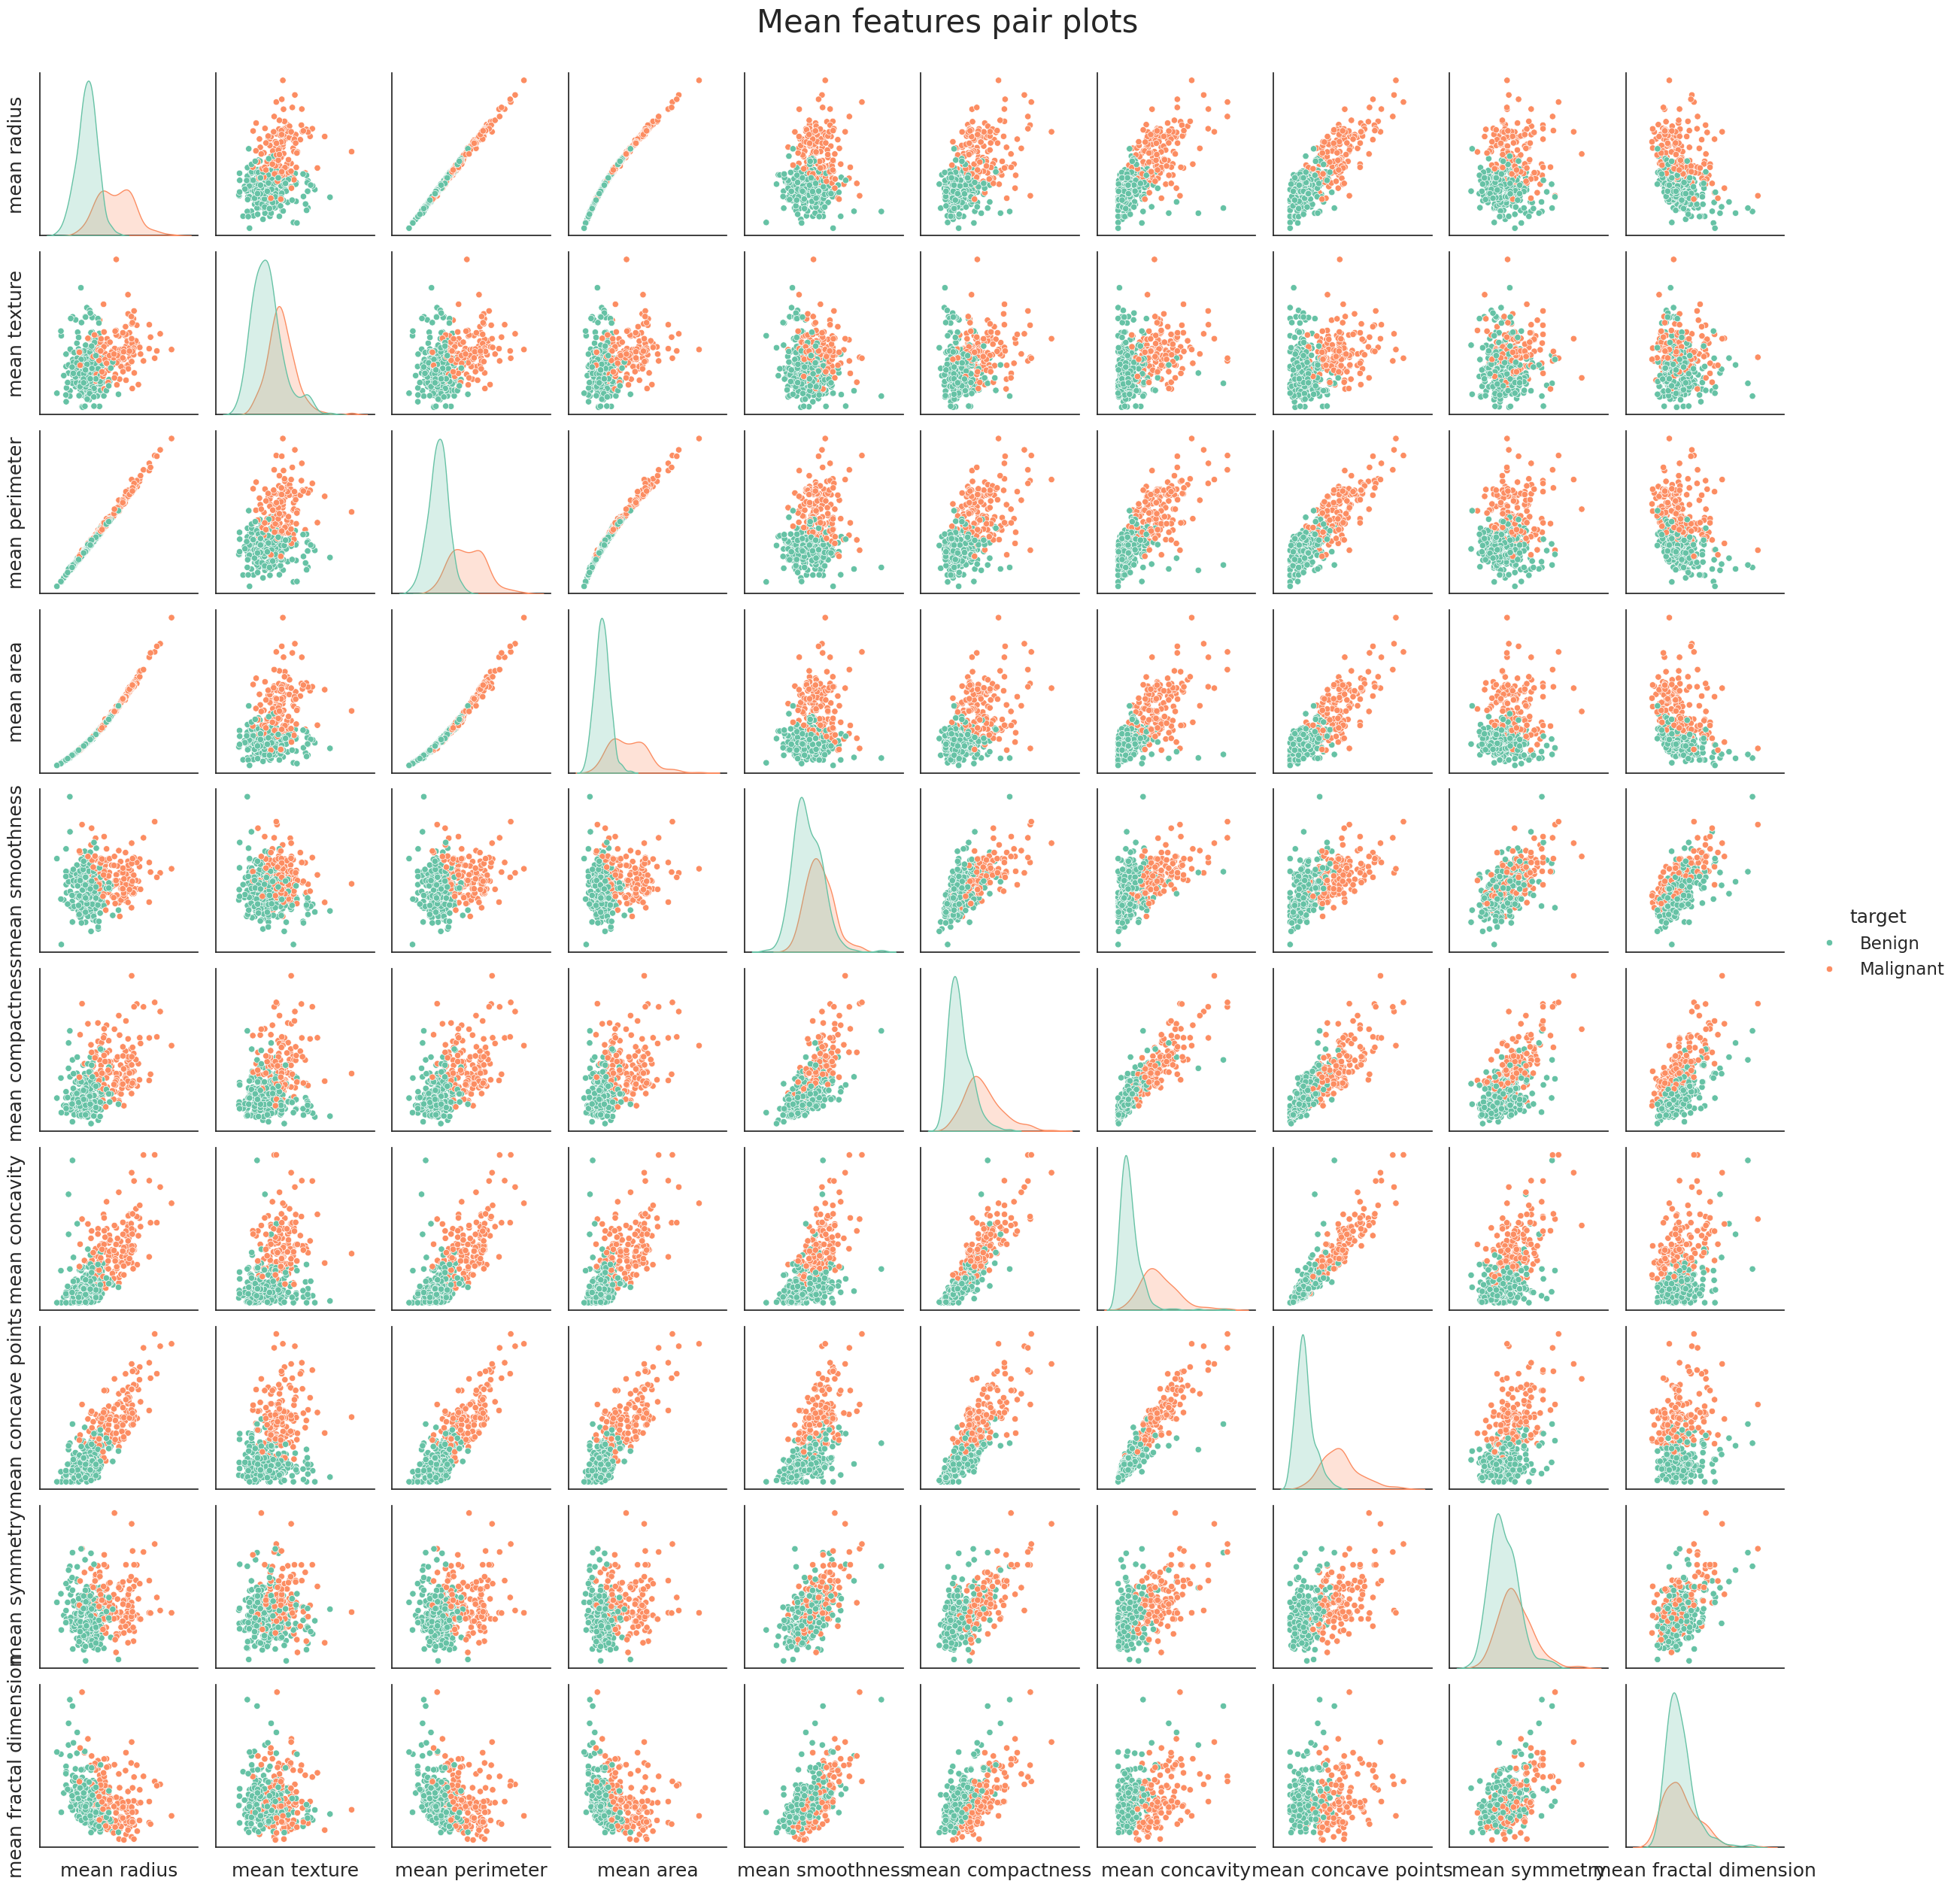 Mean features pair plots
mean radius
mean texture
mean perimeter
mean area
mean smoothness
mean compactness
mean concavity
mean concave points
mean symmetry
mean fractal dimension
target
Benign
Malignant
mean radius
mean texture
mean perimeter
mean area
mean smoothness
mean compactness
mean concavity
mean concave points
mean symmetry
mean fractal dimension